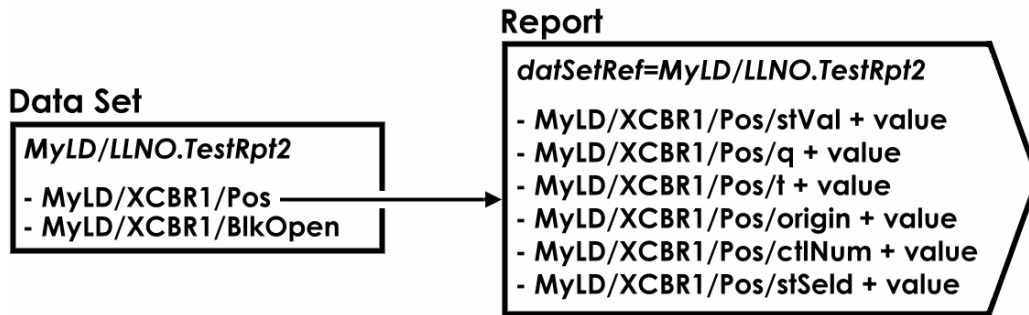 Data Set
MyLD/LLNO.TestRpt2
- MyLD/XCBR1/Pos
- MyLD/XCBR1/BlkOpen
Report
datSetRef=MyLD/LLNO.TestRpt2
- MyLD/XCBR1/Pos/stVal + value
- MyLD/XCBR1/Pos/q + value
- MyLD/XCBR1/Pos/t + value
- MyLD/XCBR1/Pos/origin + value
- MyLD/XCBR1/Pos/ctlNum + value
- MyLD/XCBR1/Pos/stSeld + value